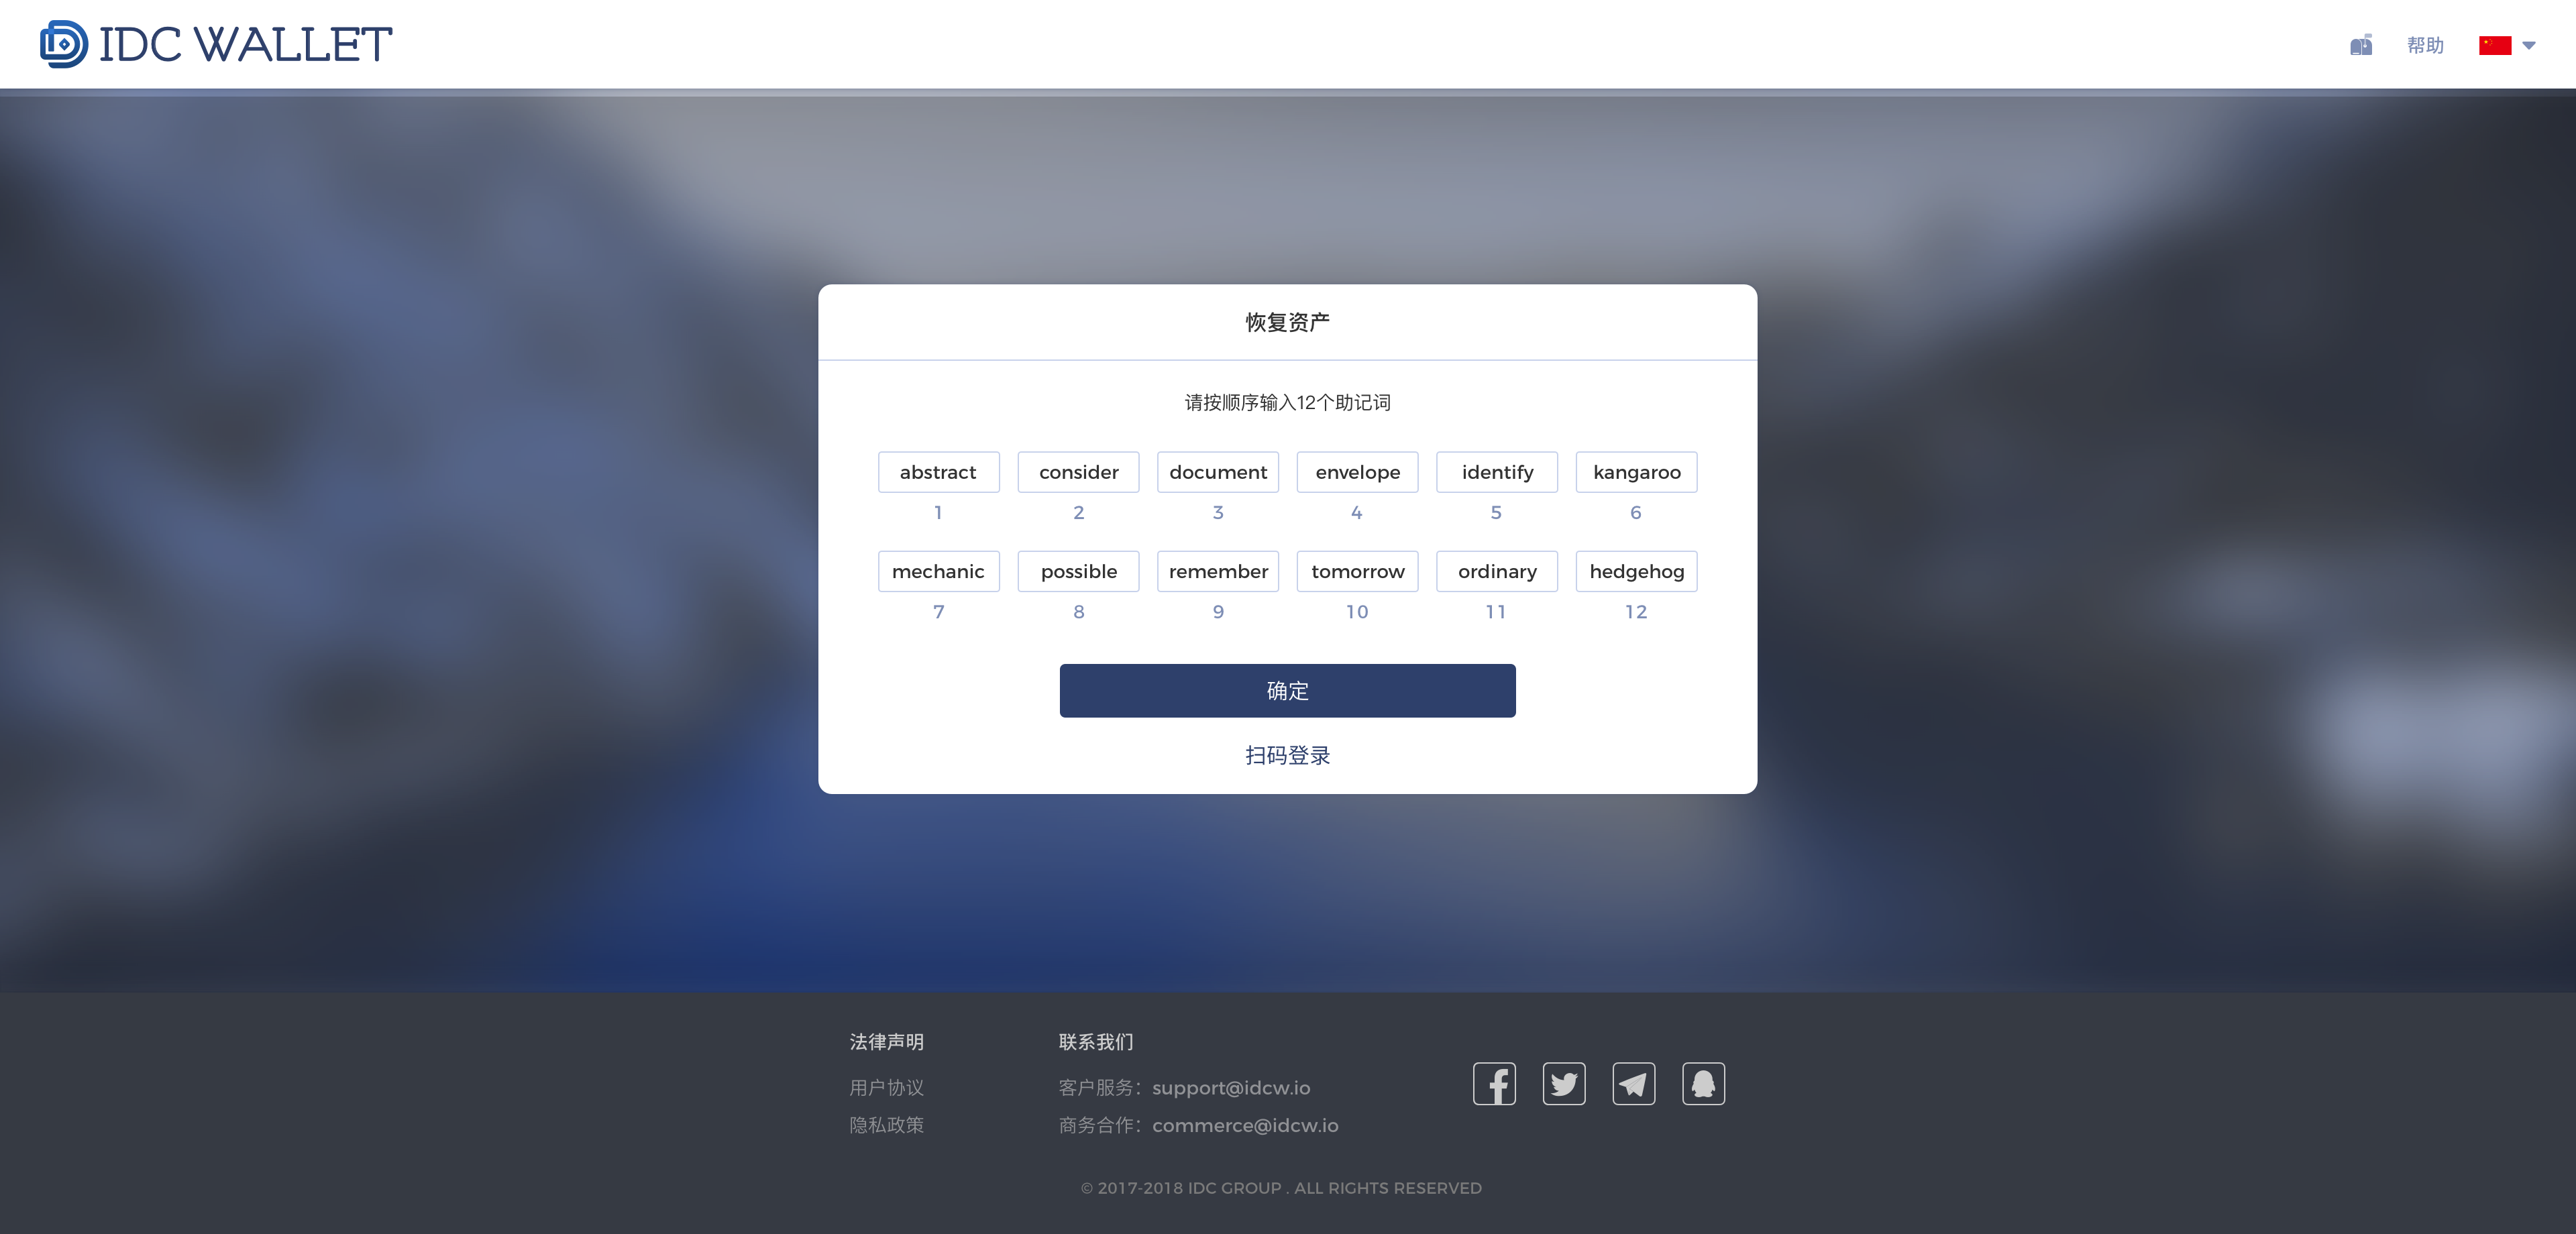 IDC WALLET
帮助
恢复资产
请按顺序输入12个助记词
abstract consider document envelope identify kangaroo
1 2 3 4 5 6
mechanic possible remember tomorrow ordinary hedgehog
7 8 9 10 11 12
确定
扫码登录
法律声明
用户协议
隐私政策
联系我们
客户服务：support@idcw.io
商务合作：commerce@idcw.io
© 2017-2018 IDC GROUP . ALL RIGHTS RESERVED